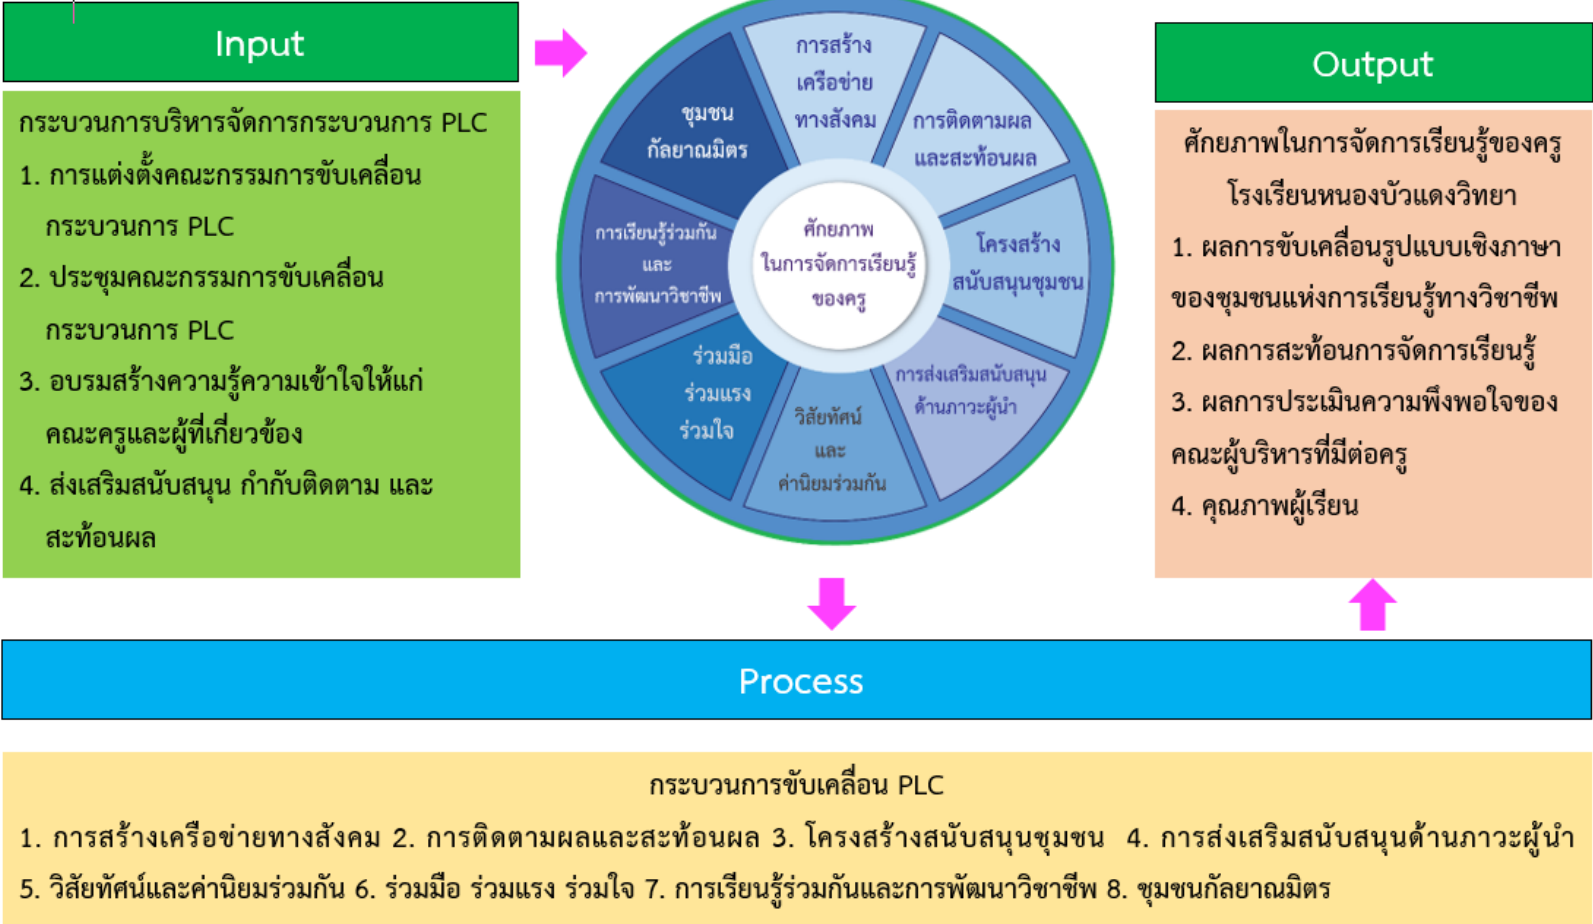 Input
กระบวนการบริหารจัดการกระบวนการ PLC
1. การแต่งตั้งคณะกรรมการขับเคลื่อน
กระบวนการ PLC
2. ประชุมคณะกรรมการขับเคลื่อน
กระบวนการ PLC
3. อบรมสร้างความรู้ความเข้าใจให้แก่
คณะครูและผู้ที่เกี่ยวข้อง
4. ส่งเสริมสนับสนุน กำกับติดตาม และ
สะท้อนผล
การสร้าง
เครือข่าย
ทางสังคม
การติดตามผล
และสะท้อนผล
โครงสร้าง
สนับสนุนชุมชน
การส่งเสริมสนับสนุน
ด้านภาวะผู้นำ
วิสัยทัศน์
และ
ค่านิยมร่วมกัน
ร่วมมือ
ร่วมแรง
ร่วมใจ
การเรียนรู้ร่วมกัน
และ
การพัฒนาวิชาชีพ
ชุมชน
กัลยาณมิตร
ศักยภาพ
ในการจัดการเรียนรู้
ของครู
Output
ศักยภาพในการจัดการเรียนรู้ของครู
โรงเรียนหนองบัวแดงวิทยา
1. ผลการขับเคลื่อนรูปแบบเชิงภาษา
ของชุมชนแห่งการเรียนรู้ทางวิชาชีพ
2. ผลการสะท้อนการจัดการเรียนรู้
3. ผลการประเมินความพึงพอใจของ
คณะผู้บริหารที่มีต่อครู
4. คุณภาพผู้เรียน
Process
กระบวนการขับเคลื่อน PLC
1. การสร้างเครือข่ายทางสังคม 2. การติดตามผลและสะท้อนผล 3. โครงสร้างสนับสนุนชุมชน 4. การส่งเสริมสนับสนุนด้านภาวะผู้นำ
5. วิสัยทัศน์และค่านิยมร่วมกัน 6. ร่วมมือ ร่วมแรง ร่วมใจ 7. การเรียนรู้ร่วมกันและการพัฒนาวิชาชีพ 8. ชุมชนกัลยาณมิตร